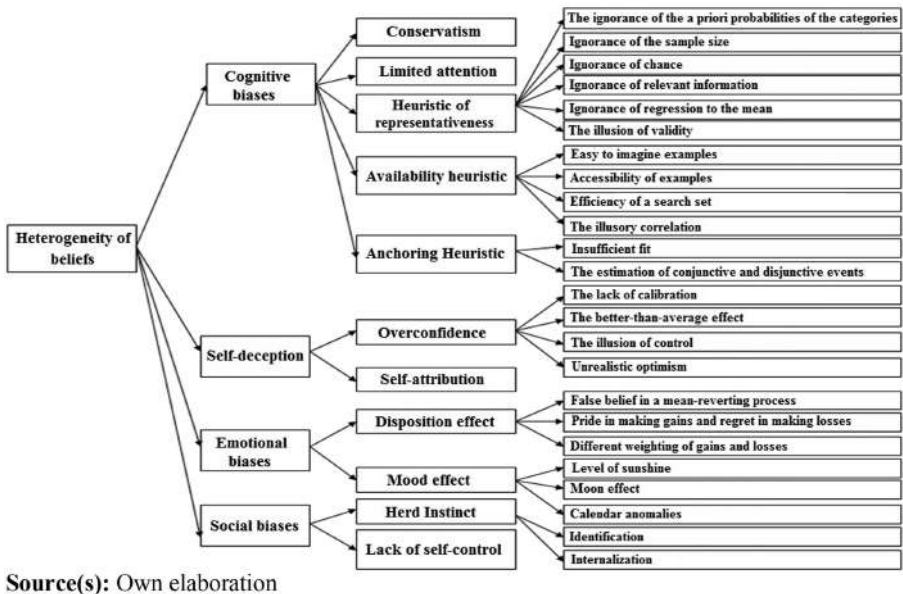 Heterogeneity of
beliefs
Cognitive
biases
Conservatism
Limited attention
Heuristic of
representativeness
The ignorance of the a priori probabilities of the categories
Ignorance of the sample size
Ignorance of chance
Ignorance of relevant information
Ignorance of regression to the mean
The illusion of validity
Availability heuristic
Easy to imagine examples
Accessibility of examples
Efficiency of a search set
The illusory correlation
Anchoring Heuristic
Insufficient fit
The estimation of conjunctive and disjunctive events
Self-deception
Overconfidence
The lack of calibration
The better-than-average effect
The illusion of control
Unrealistic optimism
Self-attribution
Emotional
biases
Disposition effect
False belief in a mean-reverting process
Pride in making gains and regret in making losses
Different weighting of gains and losses
Mood effect
Level of sunshine
Moon effect
Calendar anomalies
Social biases
Herd Instinct
Identification
Internalization
Lack of self-control
Source(s): Own elaboration